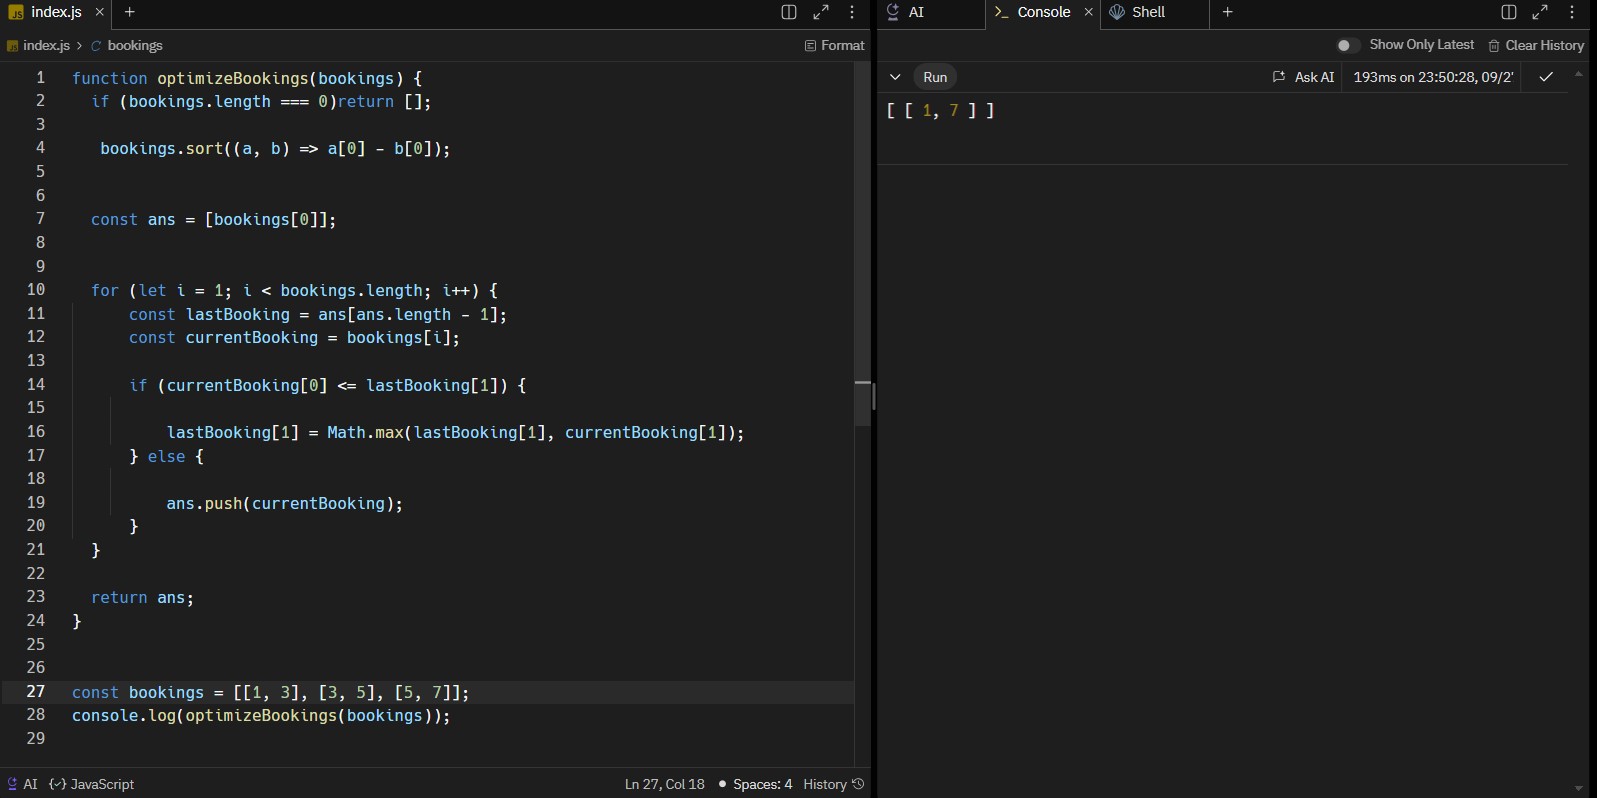 index.js × +
index.js > bookings Format
1 function optimizeBookings(bookings) {
2 if (bookings.length === 0)return [];
3
4 bookings.sort((a, b) => a[0] - b[0]);
5
6
7 const ans = [bookings[0]];
8
9
10 for (let i = 1; i < bookings.length; i++) {
11 const lastBooking = ans[ans.length - 1];
12 const currentBooking = bookings[i];
13
14 if (currentBooking[0] <= lastBooking[1]) {
15
16 lastBooking[1] = Math.max(lastBooking[1], currentBooking[1]);
17 } else {
18
19 ans.push(currentBooking);
20 }
21 }
22
23 return ans;
24 }
25
26
27 const bookings = [[1, 3], [3, 5], [5, 7]];
28 console.log(optimizeBookings(bookings));
29
AI JavaScript Ln 27, Col 18 Spaces: 4 History
AI Console × Shell +
Show Only Latest Clear History
Run Ask AI 193ms on 23:50:28, 09/2'
[ [ 1, 7 ] ]